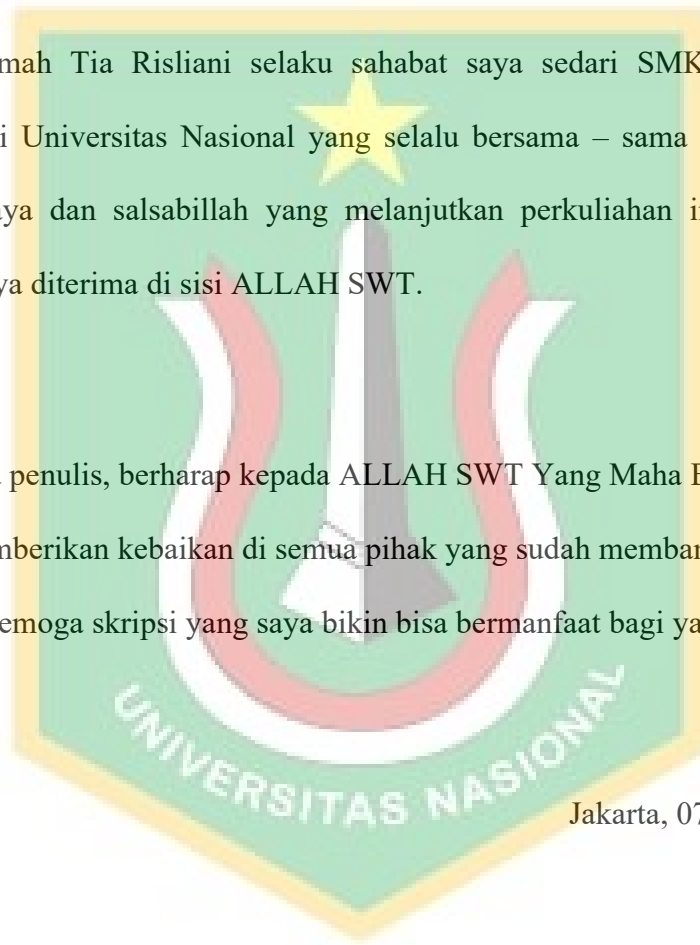 mah Tia Risliani selaku sahabat saya sedari SMK
i Universitas Nasional yang selalu bersama – sama
ya dan salsabillah yang melanjutkan perkuliahan i
ya diterima di sisi ALLAH SWT.
penulis, berharap kepada ALLAH SWT Yang Maha
mberikan kebaikan di semua pihak yang sudah memban
emoga skripsi yang saya bikin bisa bermanfaat bagi ya
Jakarta, 07
UNIVERSITAS NASIONAL